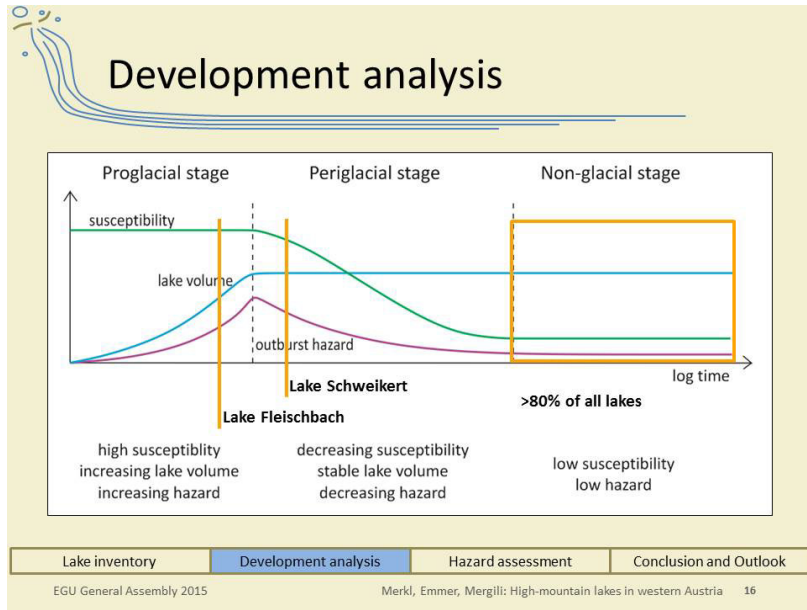 Development analysis
Proglacial stage
Periglacial stage
Non-glacial stage
susceptibility
lake volume
outburst hazard
log time
Lake Schweikert
>80% of all lakes
Lake Fleischbach
high susceptiblity
increasing lake volume
increasing hazard
decreasing susceptibility
stable lake volume
decreasing hazard
low susceptibility
low hazard
Lake inventory
Development analysis
Hazard assessment
Conclusion and Outlook
EGU General Assembly 2015
Merkl, Emmer, Mergili: High-mountain lakes in western Austria
16